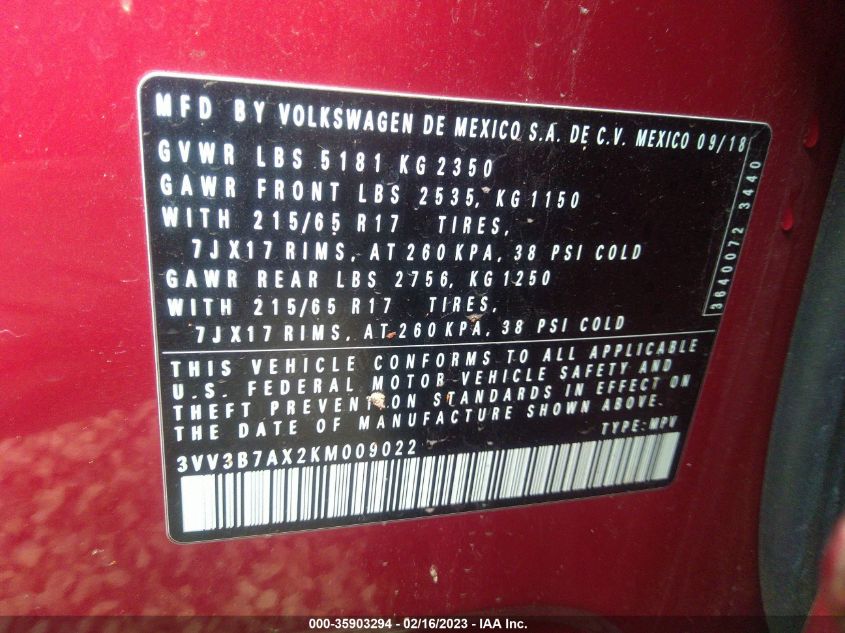 MFD BY VOLKSWAGEN DE MEXICO S.A. DE C.V. MEXICO 09/18
GVWR LBS 5181 KG 2350
GAWR FRONT LBS 2535, KG 1150
WITH 215/65 R17 TIRES,
7JX17 RIMS, AT 260 KPA, 38 PSI COLD
GAWR REAR LBS 2756, KG 1250
WITH 215/65 R17 TIRES,
7JX17 RIMS, AT 260 KPA, 38 PSI COLD
3640072 3440
THIS VEHICLE CONFORMS TO ALL APPLICABLE
U.S. FEDERAL MOTOR VEHICLE SAFETY AND
THEFT PREVENTION STANDARDS IN EFFECT ON
THE DATE OF MANUFACTURE SHOWN ABOVE.
TYPE: MPV
3VV3B7AX2KM009022
000-35903294 - 02/16/2023 - IAA Inc.